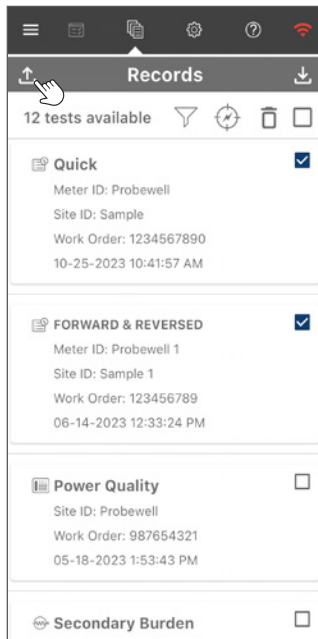 Records
12 tests available
Quick
Meter ID: Probewell
Site ID: Sample
Work Order: 1234567890
10-25-2023 10:41:57 AM
FORWARD & REVERSED
Meter ID: Probewell 1
Site ID: Sample 1
Work Order: 123456789
06-14-2023 12:33:24 PM
Power Quality
Site ID: Probewell
Work Order: 987654321
05-18-2023 1:53:43 PM
Secondary Burden